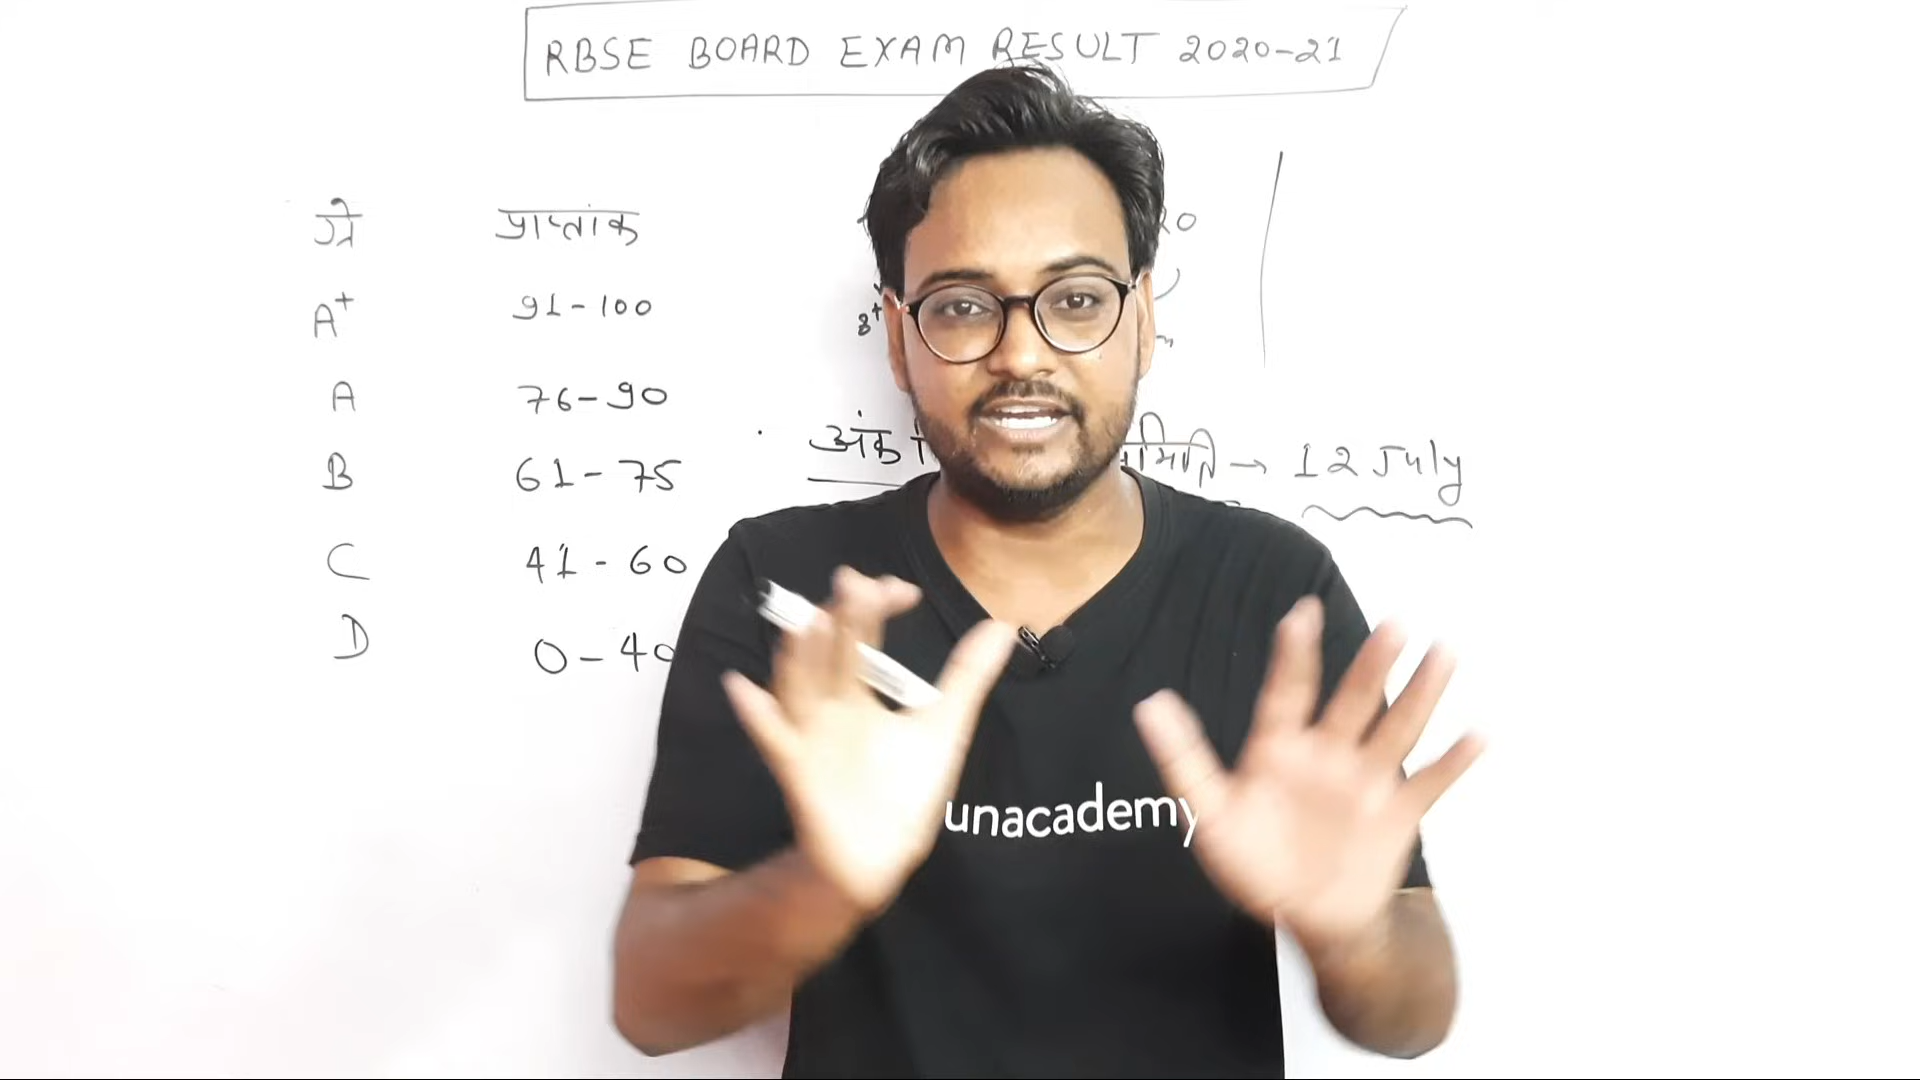 RBSE BOARD EXAM RESULT 2020-21
ग्रे प्राप्तांक
A+ 91-100
A 76-90
B 61-75
अंक → 12 July
C 41-60
D 0-40
unacademy